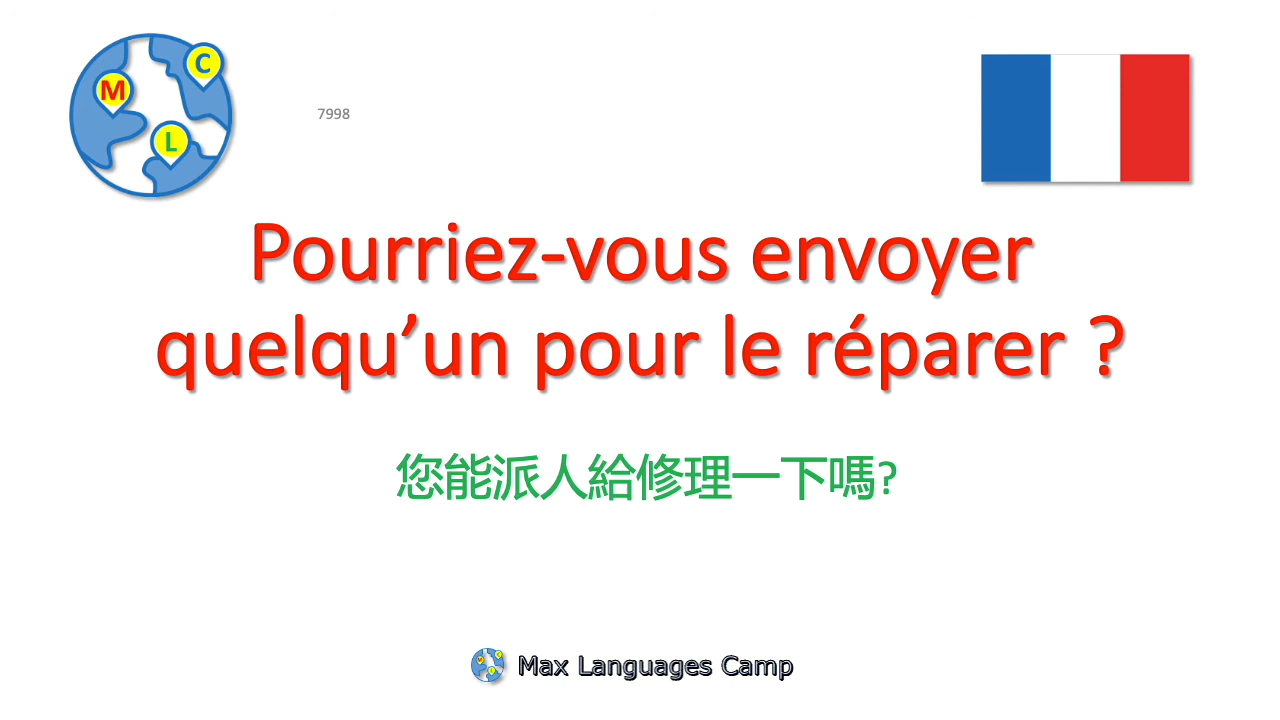 C
M
L
7998
Pourriez-vous envoyer
quelqu’un pour le réparer ?
您能派人給修理一下嗎?
Max Languages Camp